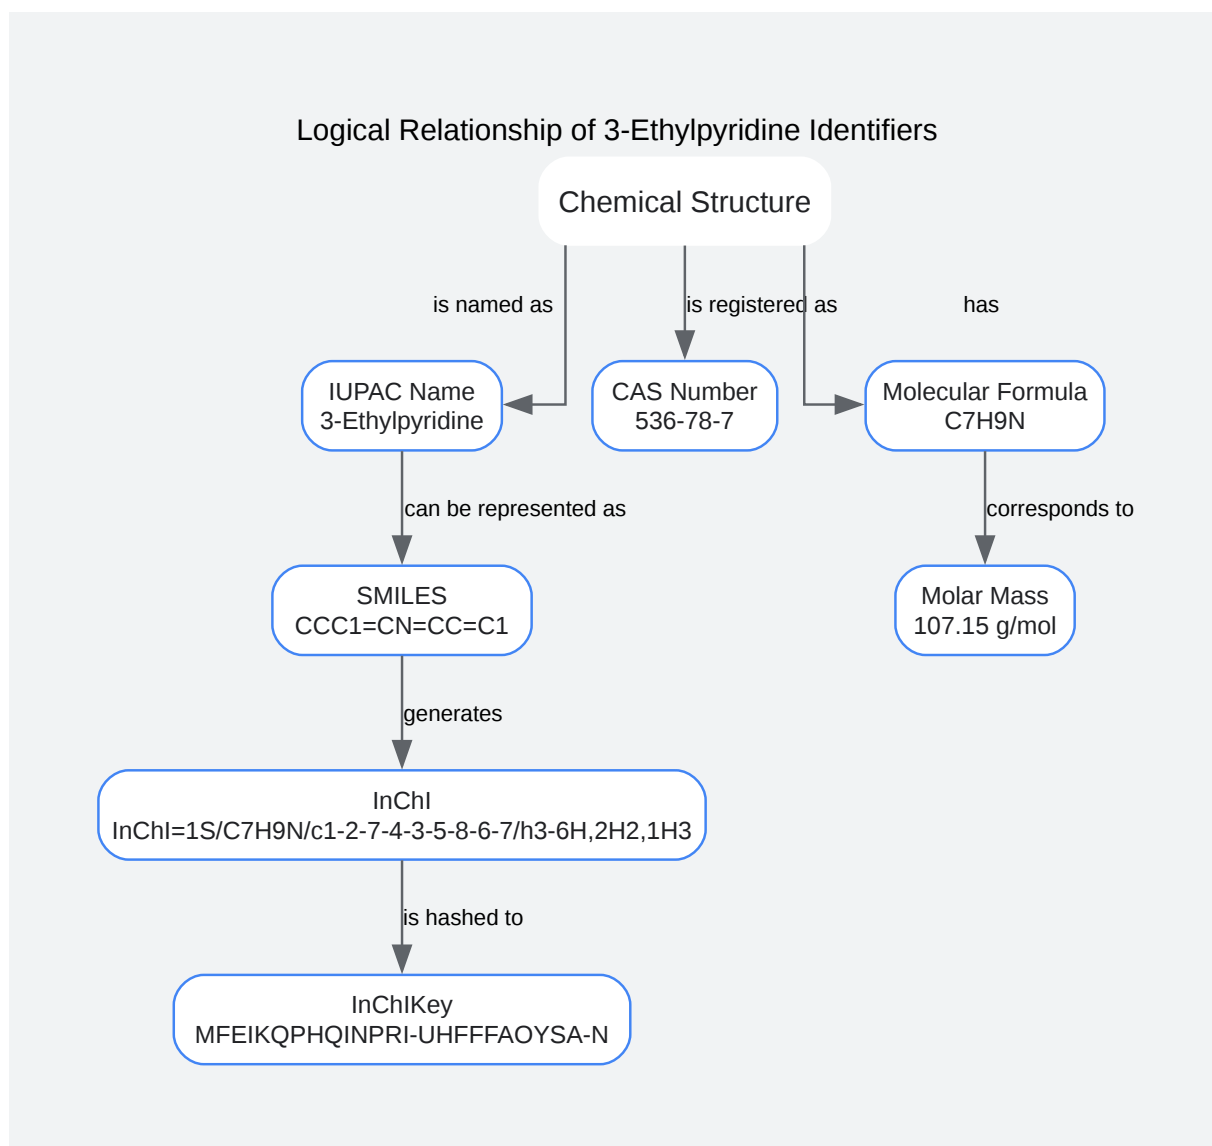 Logical Relationship of 3-Ethylpyridine Identifiers
Chemical Structure
is named as
is registered as
has
IUPAC Name
3-Ethylpyridine
CAS Number
536-78-7
Molecular Formula
C7H9N
can be represented as
corresponds to
SMILES
CCC1=CN=CC=C1
Molar Mass
107.15 g/mol
generates
InChI
InChI=1S/C7H9N/c1-2-7-4-3-5-8-6-7/h3-6H,2H2,1H3
is hashed to
InChIKey
MFEIKQPHQINPRI-UHFFFAOYSA-N